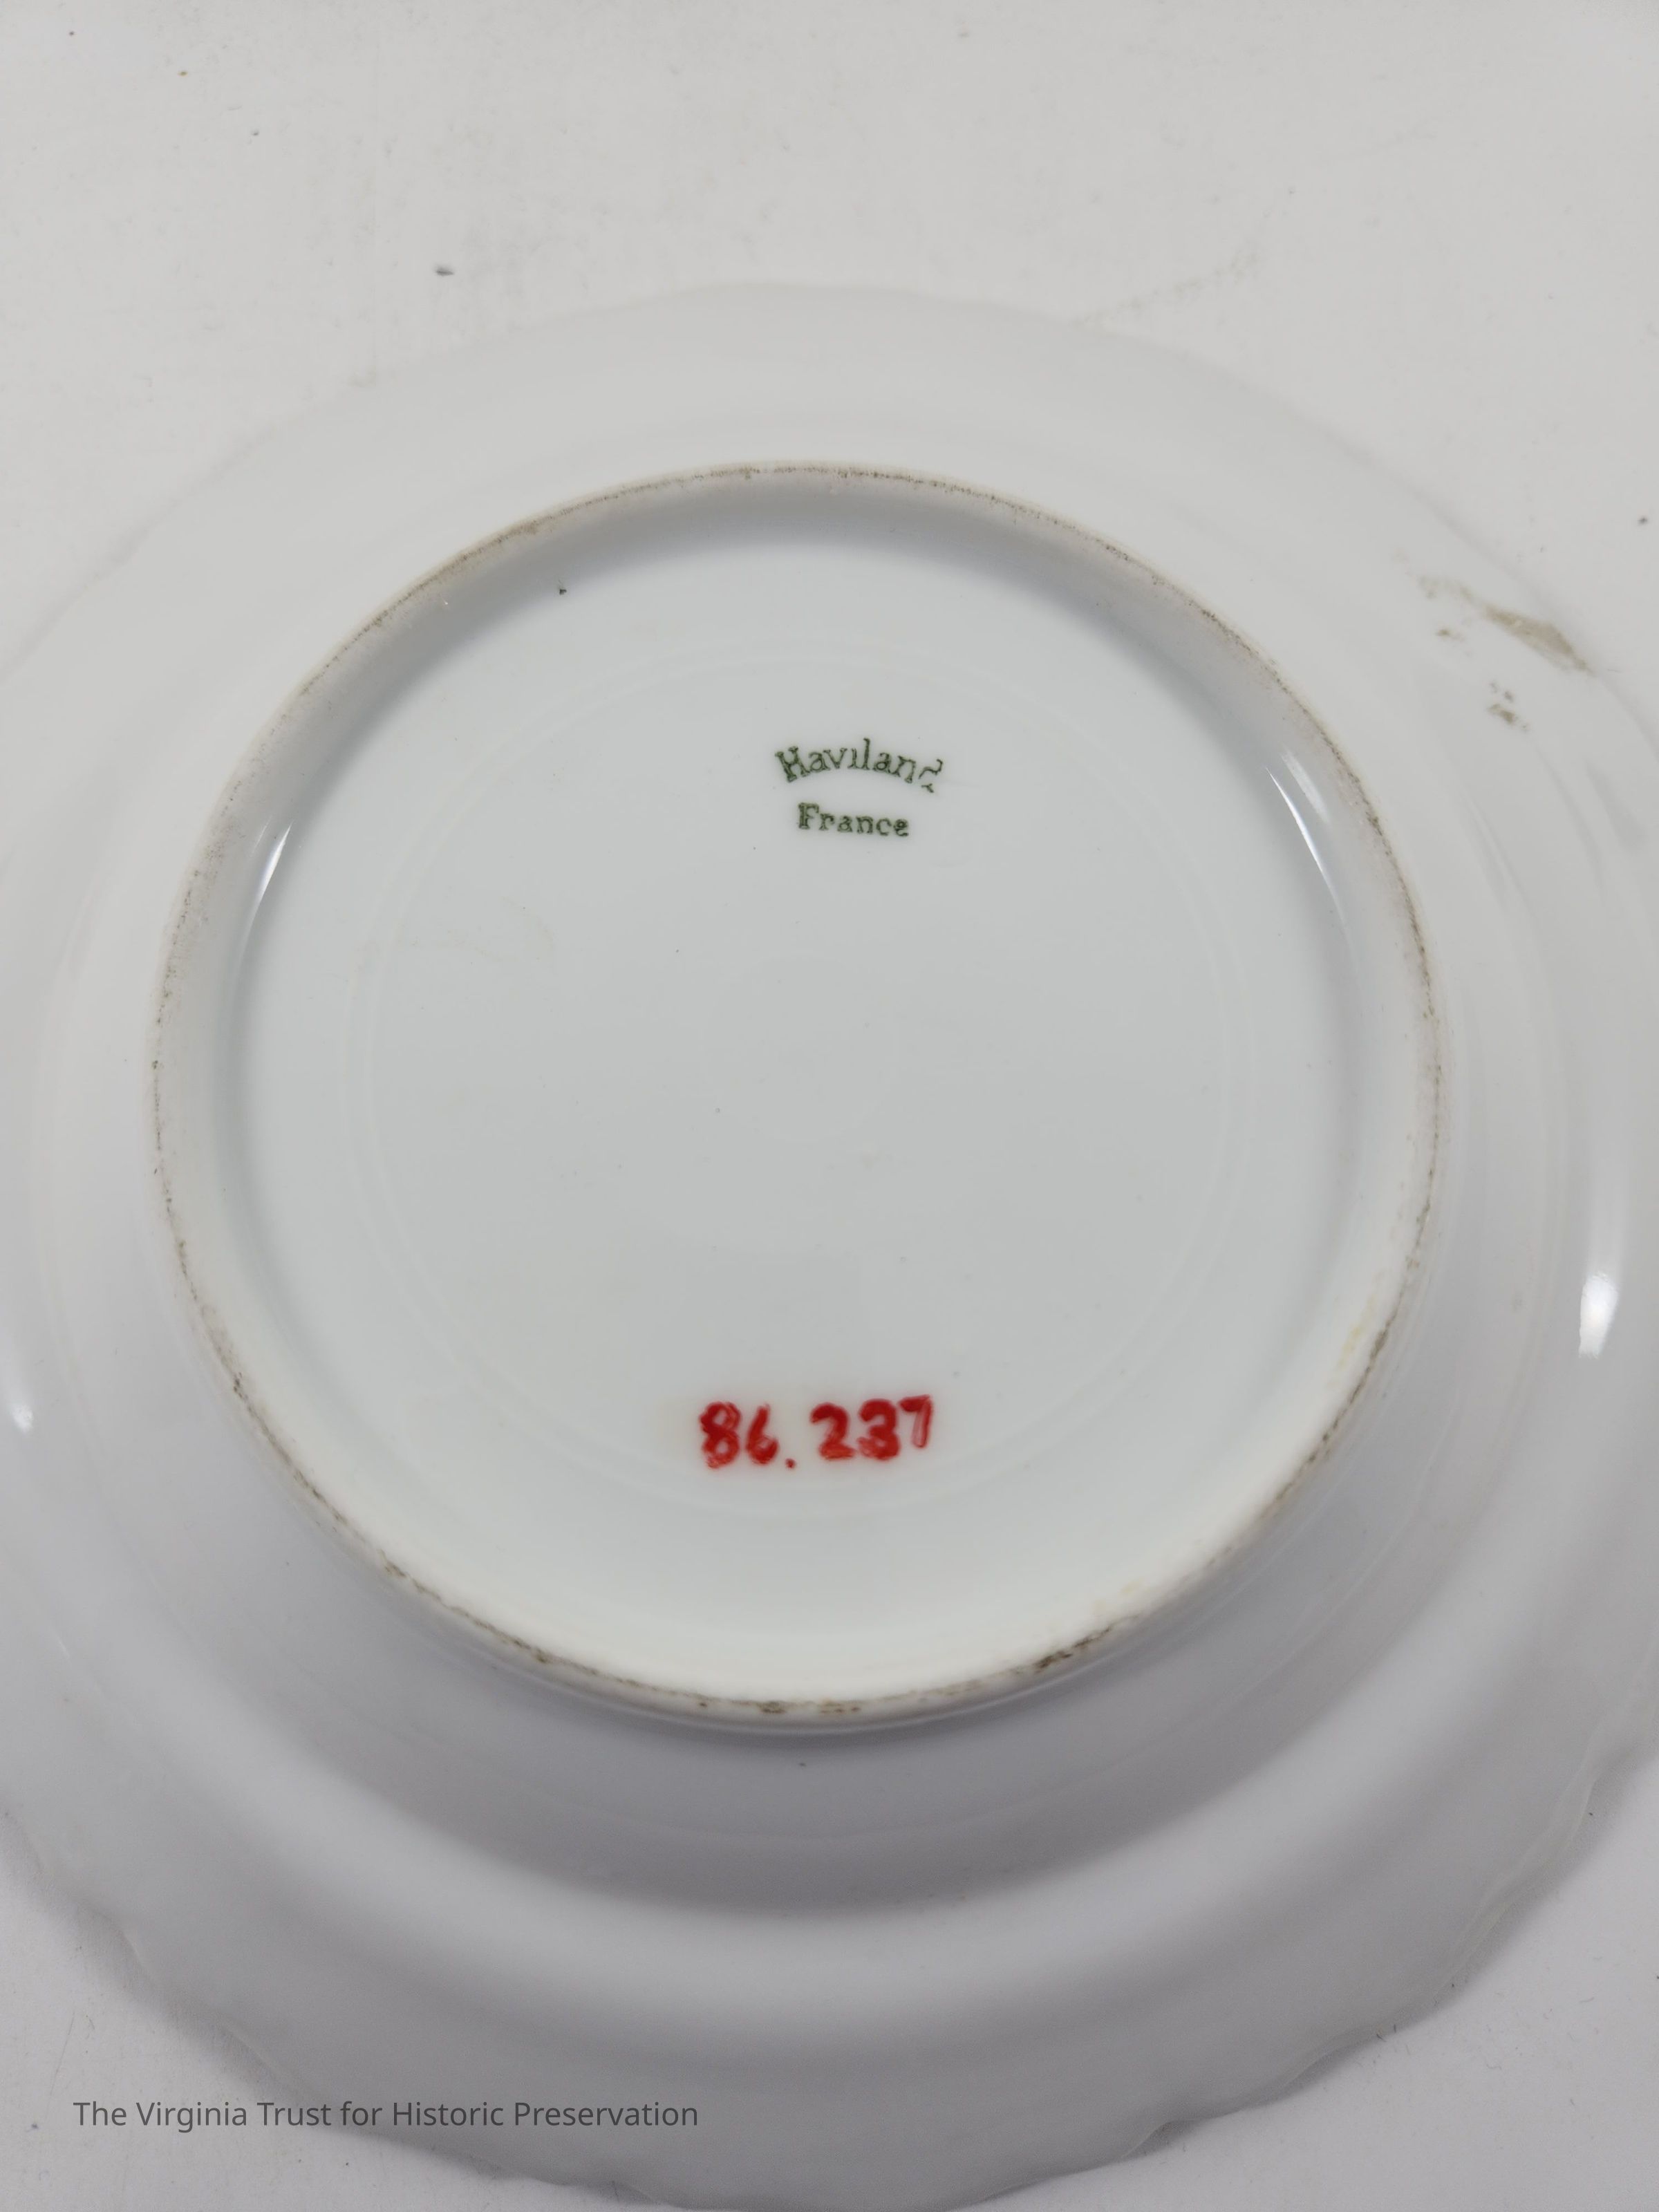 Haviland
France
86.237
The Virginia Trust for Historic Preservation